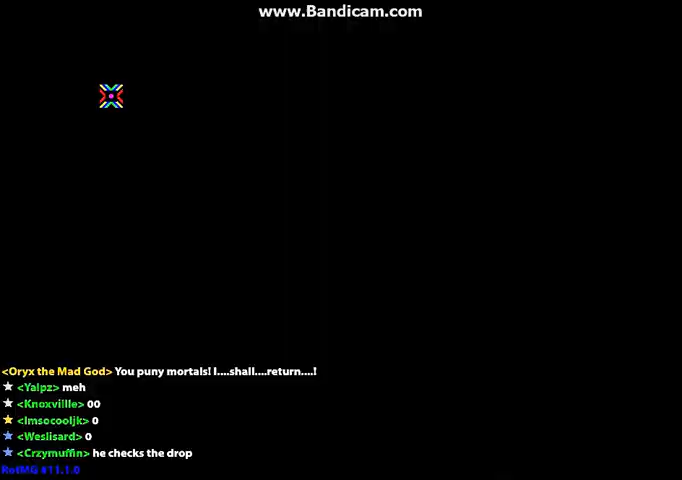 www.Bandicam.com
<Oryx the Mad God> You puny mortals! I....shall....return....!
<Yalpz> meh
<Knoxviille> 00
<Imsocooljk> 0
<Weslisard> 0
<Crzymuffin> he checks the drop
RotMG #11.1.0